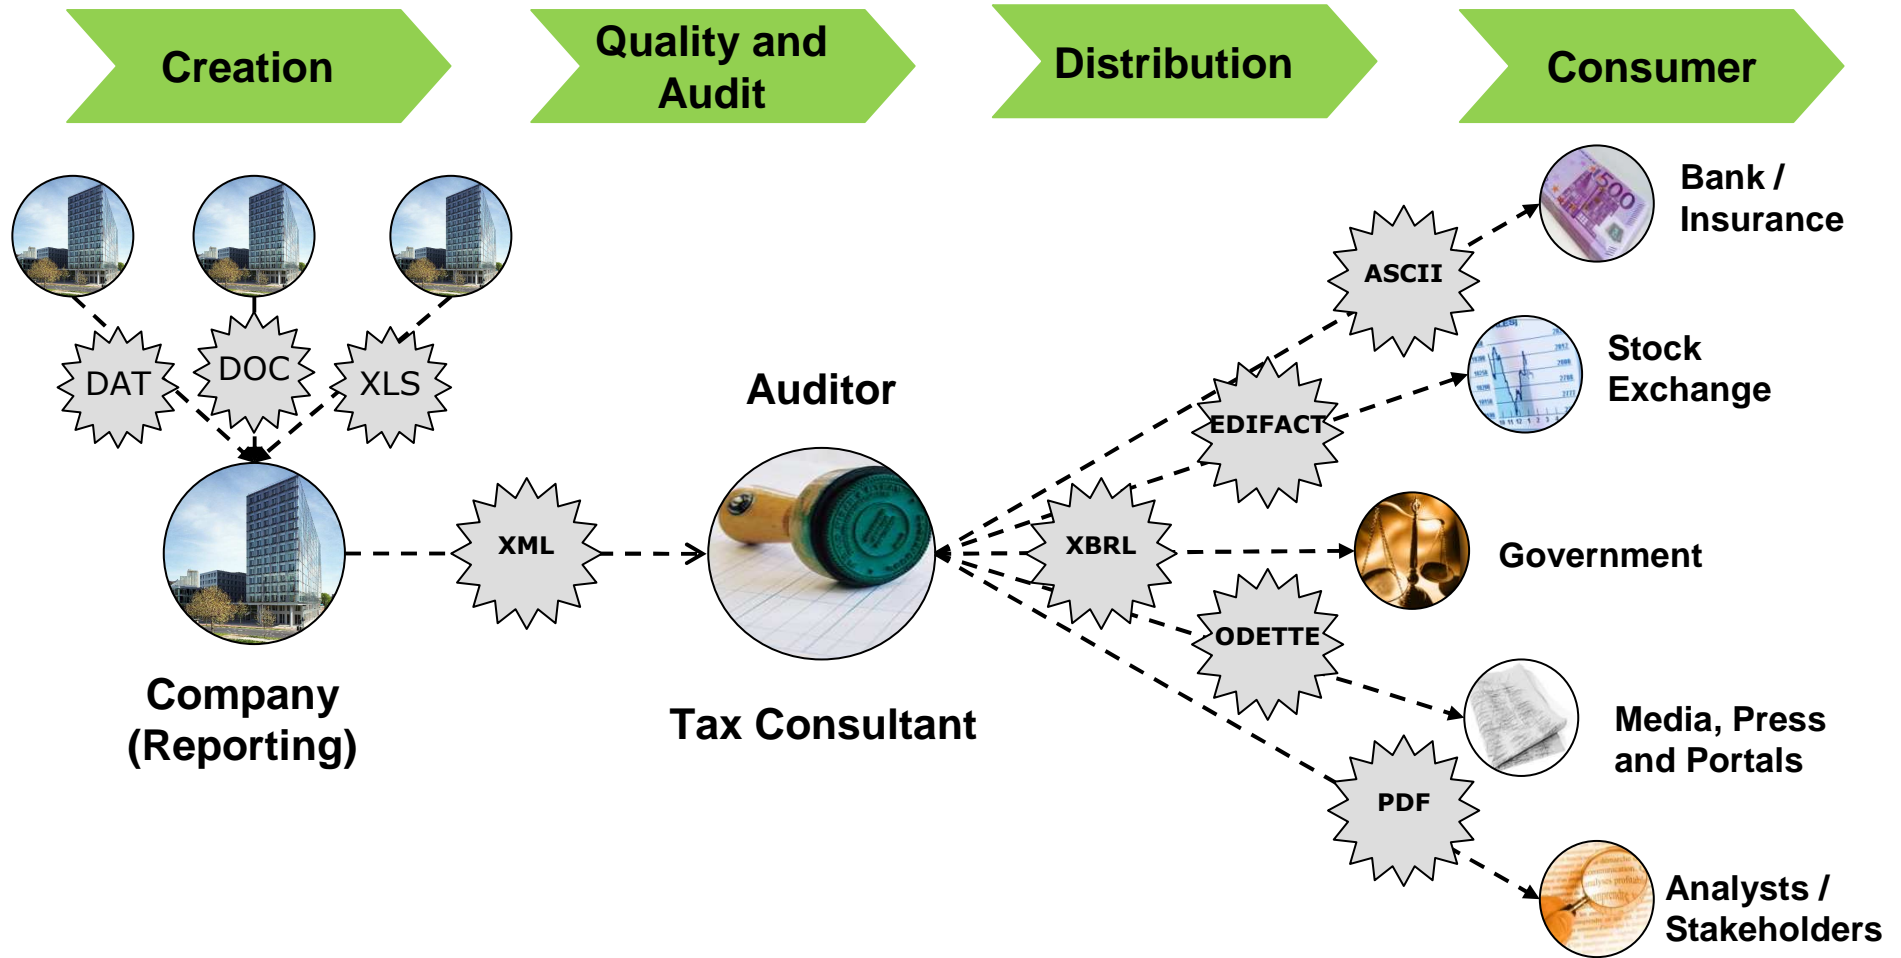 Creation
Quality and
Audit
Distribution
Consumer
Bank /
Insurance
ASCII
Stock
Exchange
DAT
DOC
XLS
Auditor
EDIFACT
XML
XBRL
Government
ODETTE
Company
(Reporting)
Tax Consultant
Media, Press
and Portals
PDF
Analysts /
Stakeholders
500